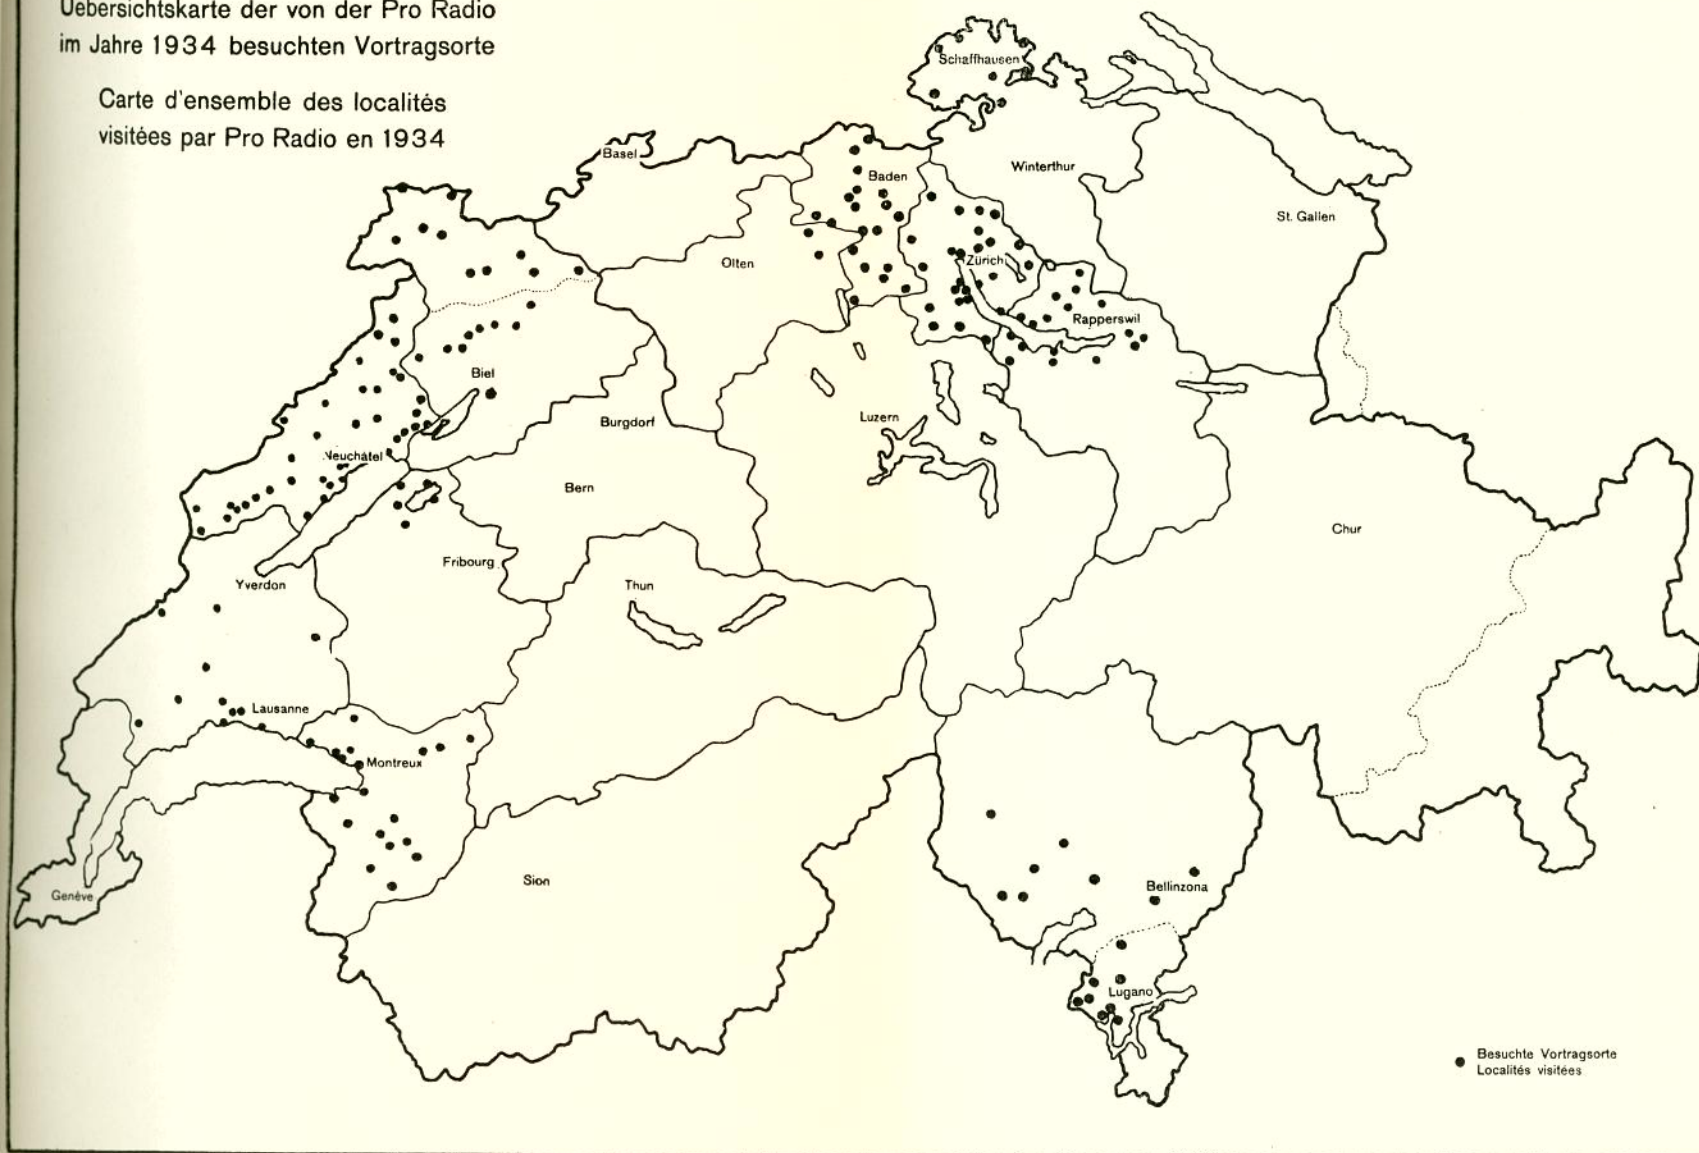 Uebersichtskarte der von der Pro Radio
im Jahre 1934 besuchten Vortragsorte
Carte d'ensemble des localités
visitées par Pro Radio en 1934
Schaffhausen
Basel
Baden
Winterthur
St. Gallen
Olten
Zürich
Rapperswil
Biel
Burgdorf
Luzern
Neuchâtel
Bern
Chur
Fribourg
Yverdon
Thun
Lausanne
Montreux
Sion
Bellinzona
Genève
Lugano
Besuchte Vortragsorte
Localités visitées